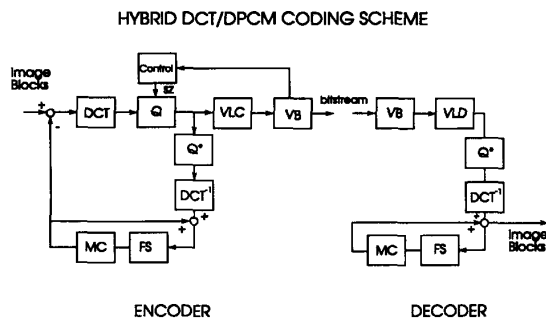 HYBRID DCT/DPCM CODING SCHEME
Image
Blocks
+
-
DCT
Control
SZ
Q
VLC
VB
bitstream
VB
VLD
Q*
DCT-1
+
+
MC
FS
Q*
DCT-1
+
+
MC
FS
Image
Blocks
ENCODER
DECODER